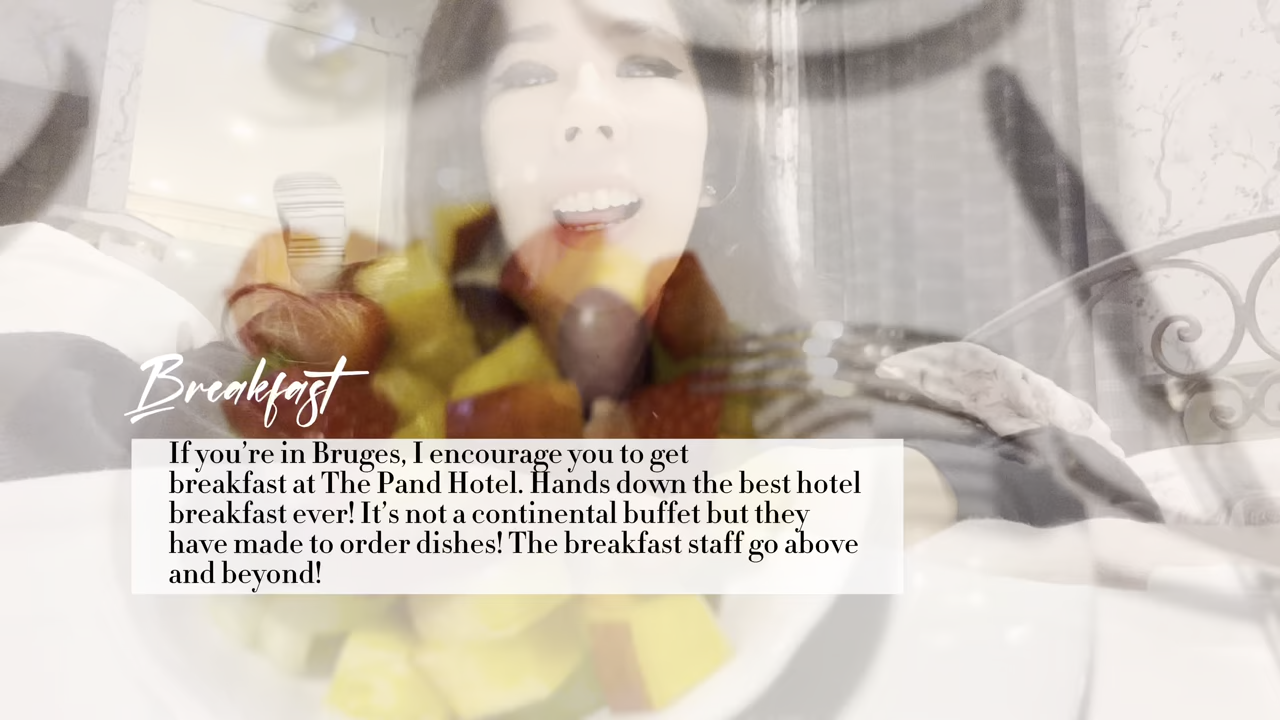 Breakfast
If you're in Bruges, I encourage you to get
breakfast at The Pand Hotel. Hands down the best hotel
breakfast ever! It's not a continental buffet but they
have made to order dishes! The breakfast staff go above
and beyond!